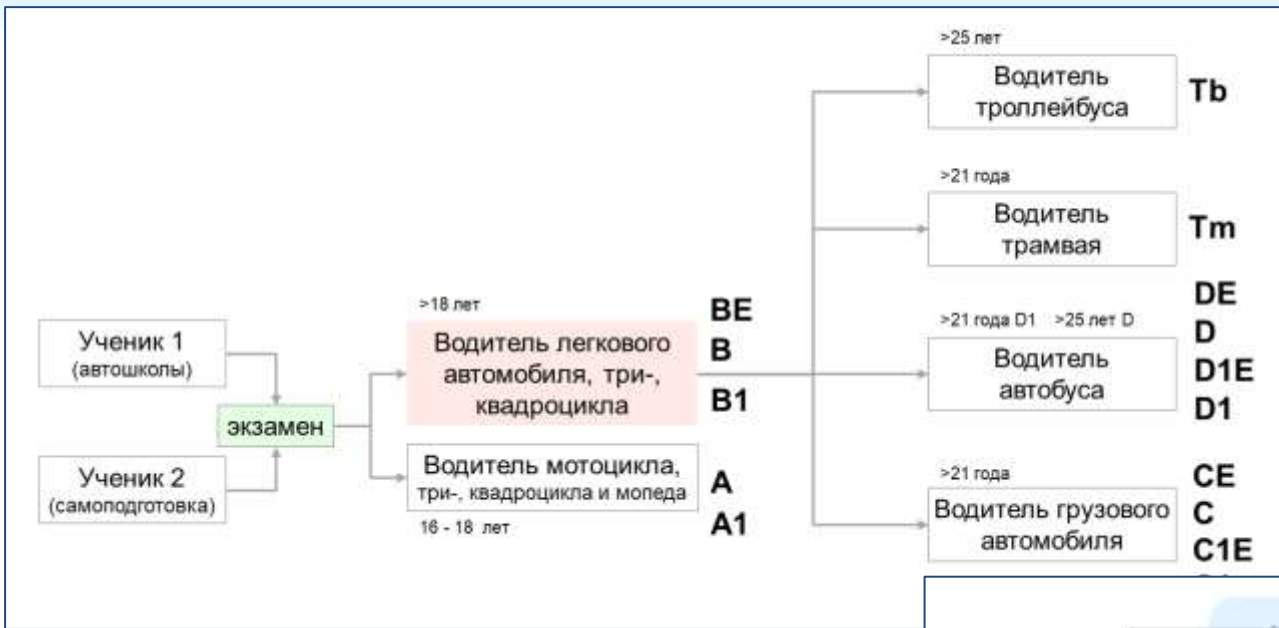 >25 лет
Водитель
троллейбуса
Tb
>21 года
Водитель
трамвая
Tm
Ученик 1
(автошколы)
Ученик 2
(самоподготовка)
экзамен
>18 лет
Водитель легкового
автомобиля, три-,
квадроцикла
BE
B
B1
Водитель мотоцикла,
три-, квадроцикла и мопеда
16 - 18 лет
A
A1
>21 года D1 >25 лет D
Водитель
автобуса
DE
D
D1E
D1
>21 года
Водитель грузового
автомобиля
CE
C
C1E